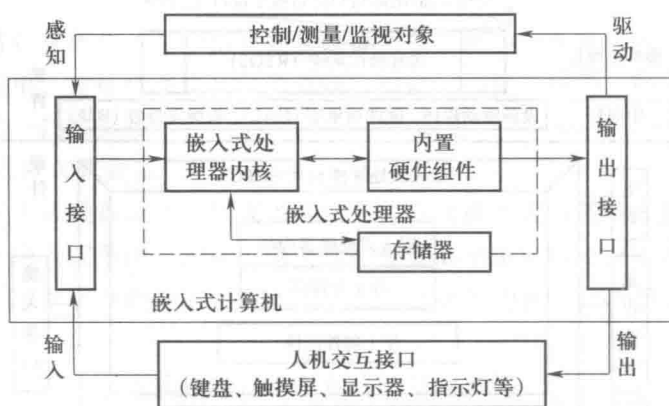 感知
控制/测量/监视对象
驱动
输入接口
嵌入式处
理器内核
内置
硬件组件
输出接口
嵌入式处理器
存储器
嵌入式计算机
输入
人机交互接口
(键盘、触摸屏、显示器、指示灯等)
输出